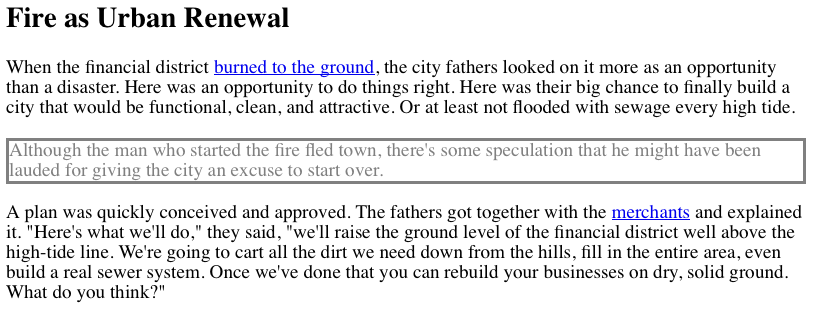 Fire as Urban Renewal
When the financial district burned to the ground, the city fathers looked on it more as an opportunity
than a disaster. Here was an opportunity to do things right. Here was their big chance to finally build a
city that would be functional, clean, and attractive. Or at least not flooded with sewage every high tide.
Although the man who started the fire fled town, there's some speculation that he might have been
lauded for giving the city an excuse to start over.
A plan was quickly conceived and approved. The fathers got together with the merchants and explained
it. "Here's what we'll do," they said, "we'll raise the ground level of the financial district well above the
high-tide line. We're going to cart all the dirt we need down from the hills, fill in the entire area, even
build a real sewer system. Once we've done that you can rebuild your businesses on dry, solid ground.
What do you think?"